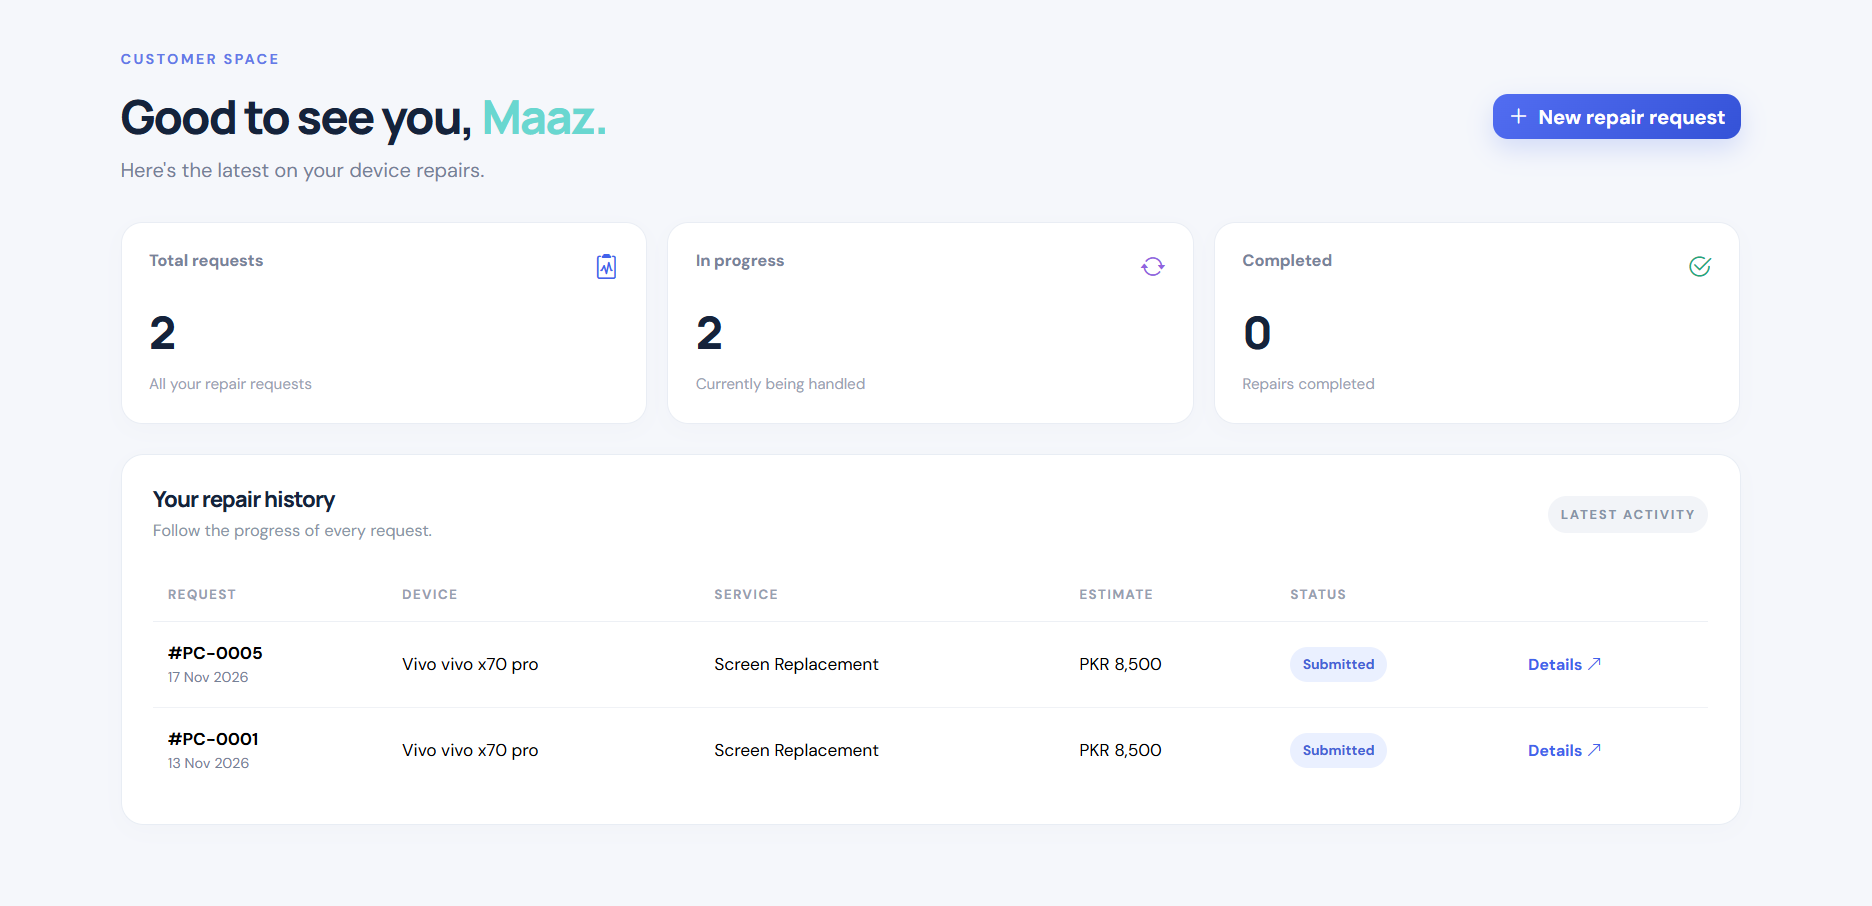 CUSTOMER SPACE
Good to see you, Maaz.
Here's the latest on your device repairs.
New repair request
Total requests
2
All your repair requests
In progress
2
Currently being handled
Completed
0
Repairs completed
Your repair history
Follow the progress of every request.
LATEST ACTIVITY
REQUEST DEVICE SERVICE ESTIMATE STATUS
#PC-0005
17 Nov 2026
Vivo vivo x70 pro
Screen Replacement
PKR 8,500
Submitted
Details
#PC-0001
13 Nov 2026
Vivo vivo x70 pro
Screen Replacement
PKR 8,500
Submitted
Details